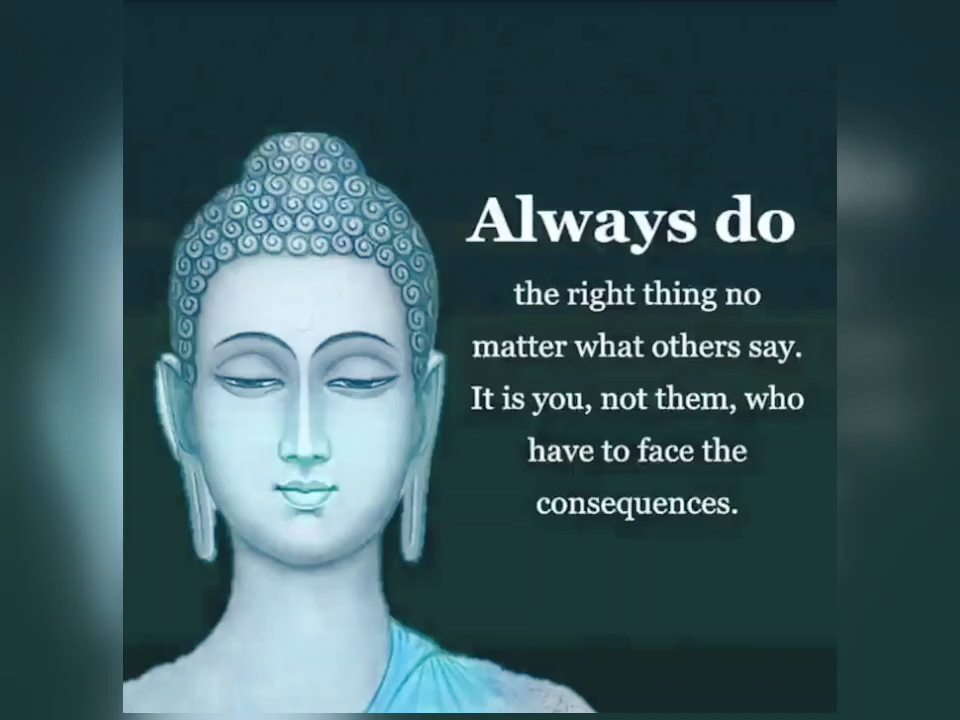 Always do
the right thing no
matter what others say.
It is you, not them, who
have to face the
consequences.